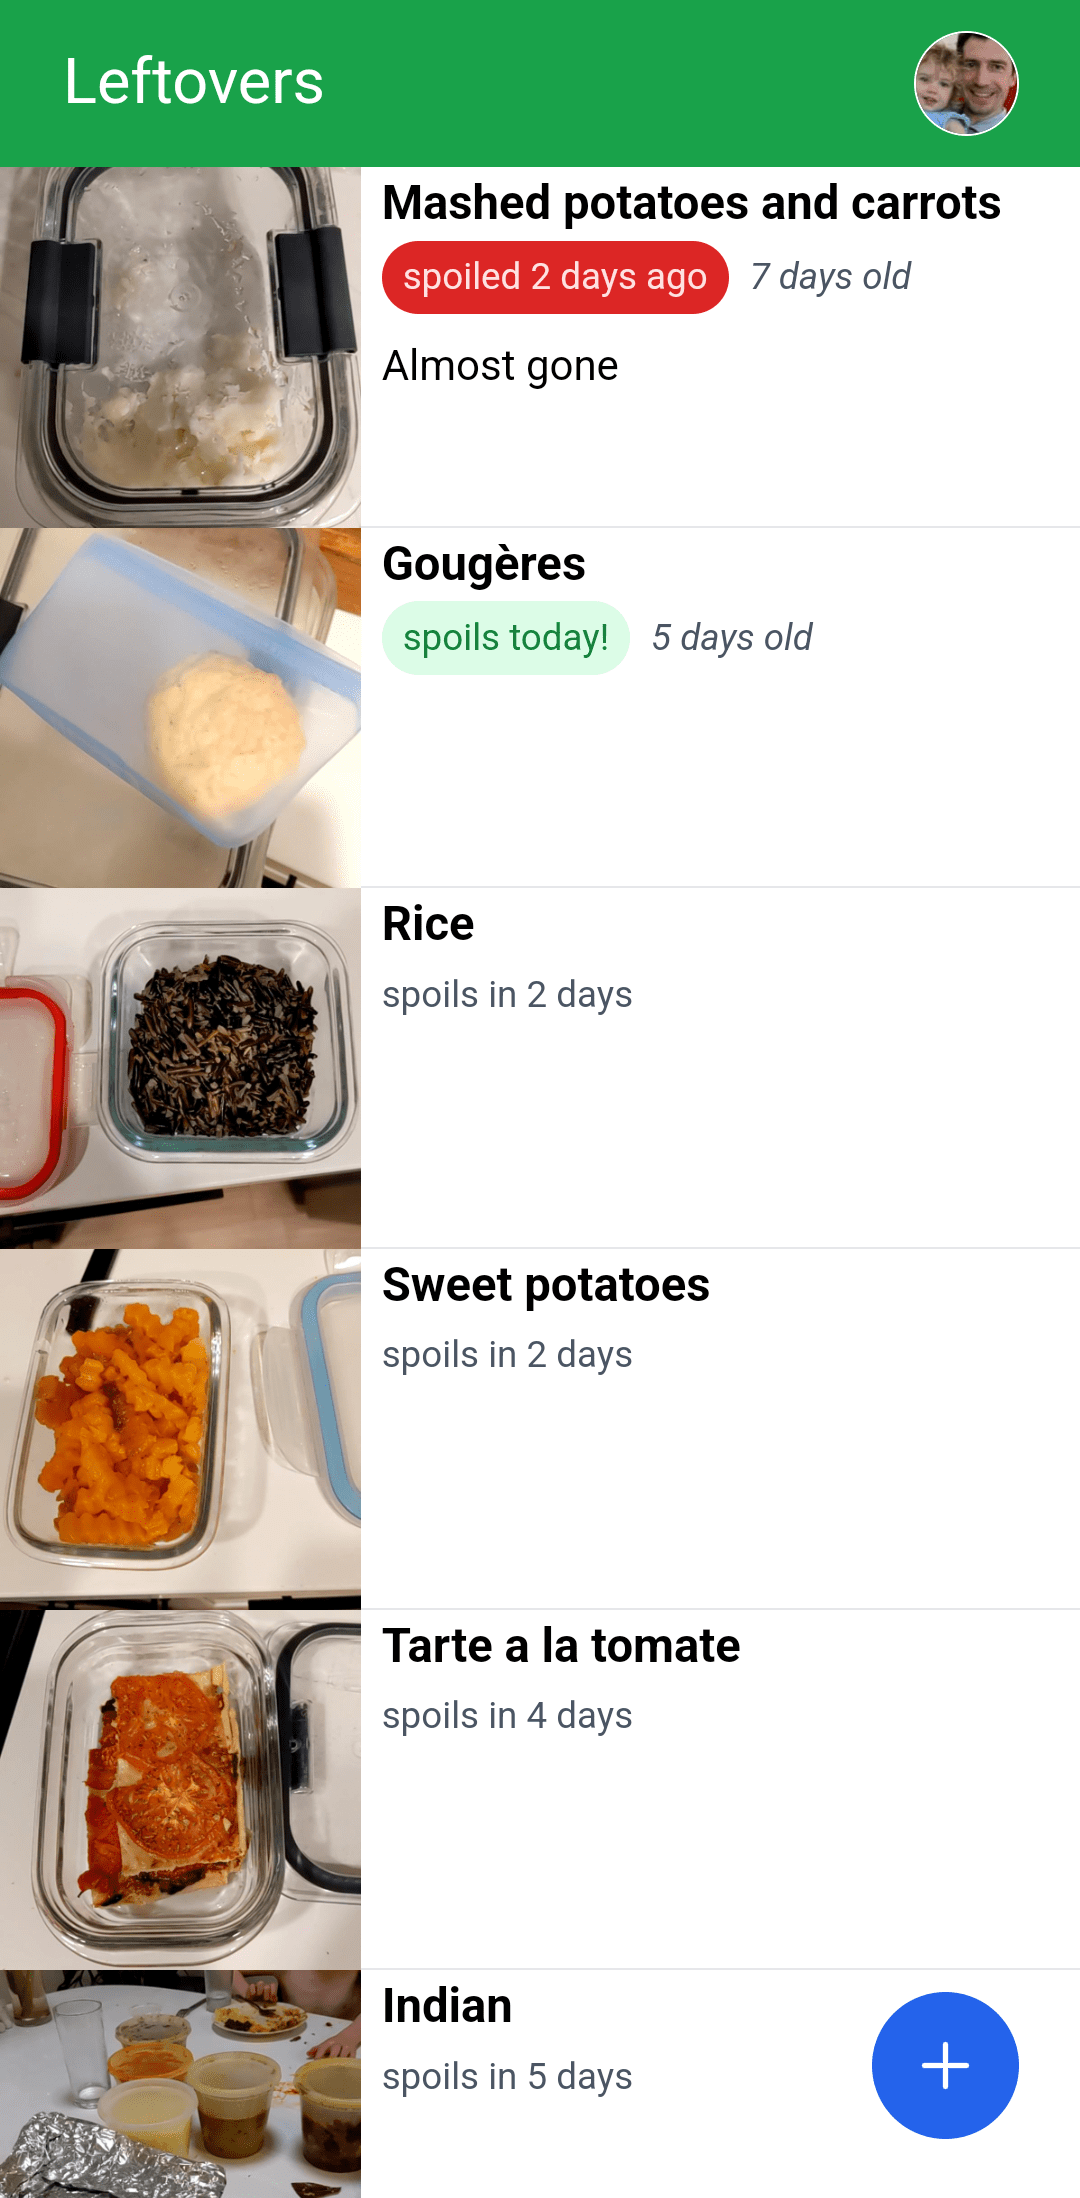 Leftovers
Mashed potatoes and carrots
spoiled 2 days ago 7 days old
Almost gone
Gougères
spoils today! 5 days old
Rice
spoils in 2 days
Sweet potatoes
spoils in 2 days
Tarte a la tomate
spoils in 4 days
Indian
spoils in 5 days